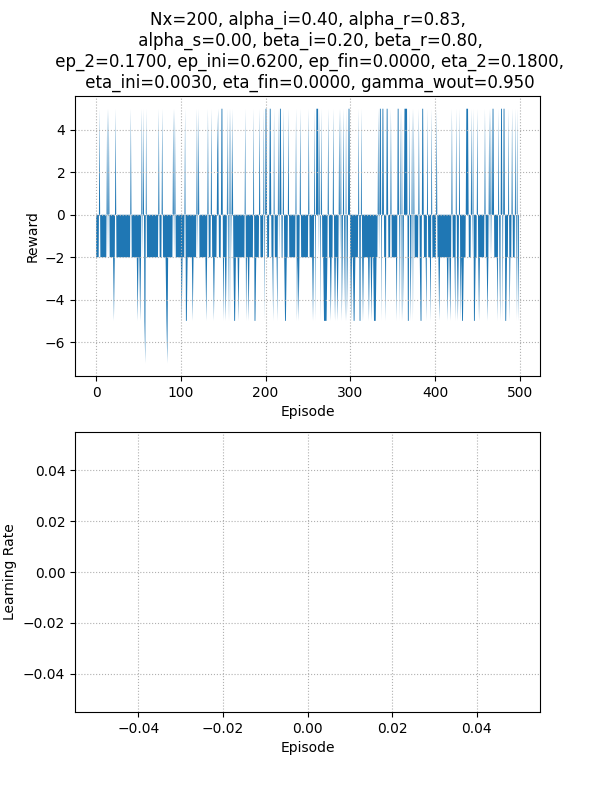 Nx=200, alpha_i=0.40, alpha_r=0.83,
alpha_s=0.00, beta_i=0.20, beta_r=0.80,
ep_2=0.1700, ep_ini=0.6200, ep_fin=0.0000, eta_2=0.1800,
eta_ini=0.0030, eta_fin=0.0000, gamma_wout=0.950
4
2
0
−2
−4
−6
Reward
0 100 200 300 400 500
Episode
0.04
0.02
0.00
−0.02
−0.04
Learning Rate
−0.04 −0.02 0.00 0.02 0.04
Episode